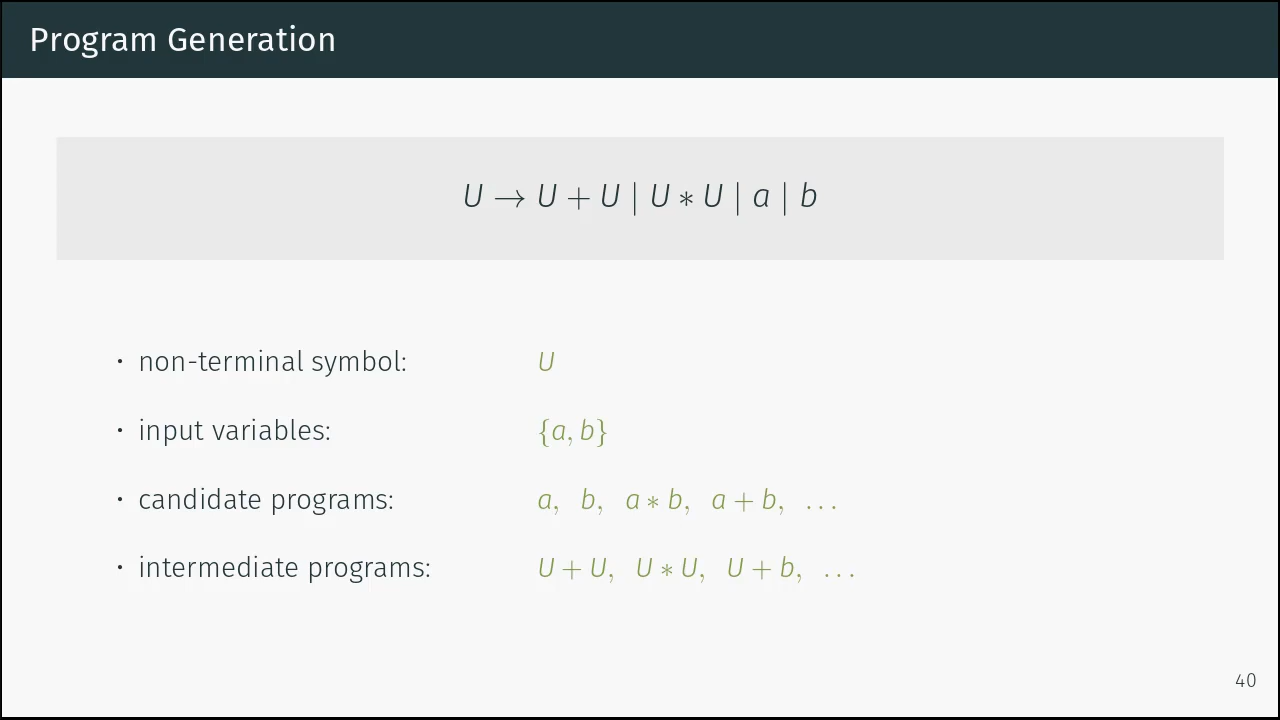 Program Generation
U → U + U | U ∗ U | a | b
• non-terminal symbol: U
• input variables: {a, b}
• candidate programs: a, b, a ∗ b, a + b, ...
• intermediate programs: U + U, U ∗ U, U + b, ...
40